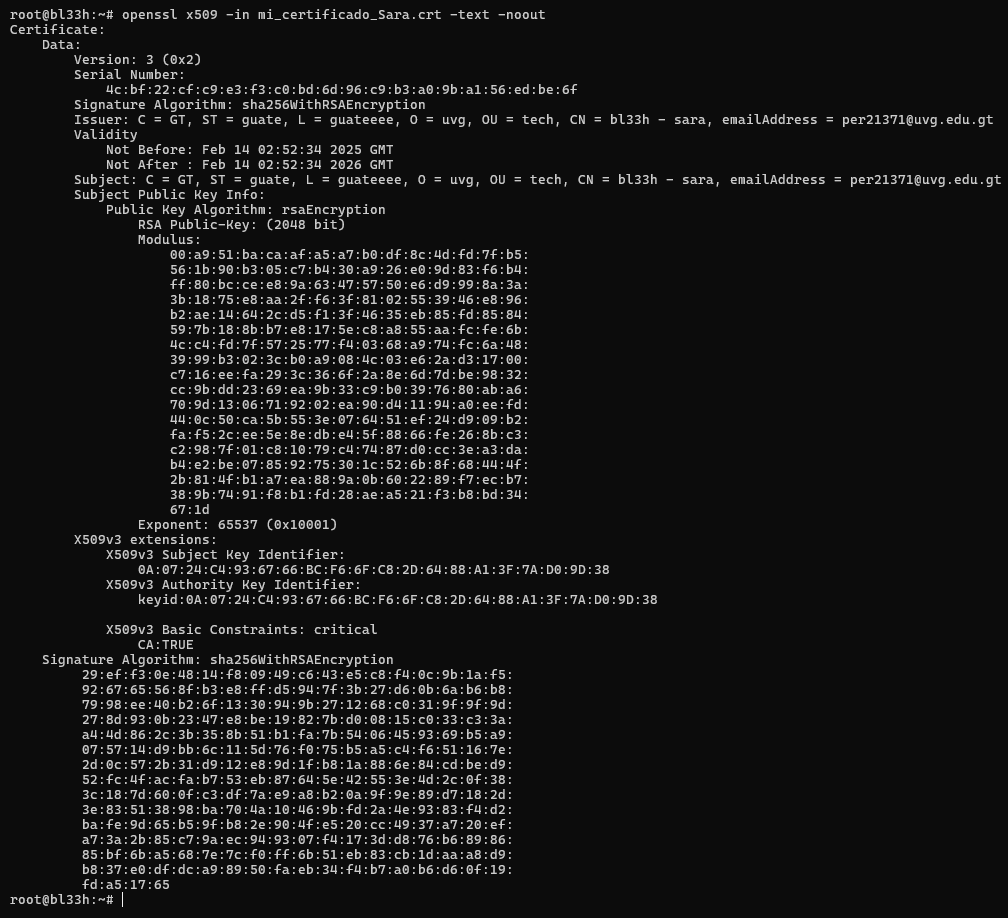 root@bl33h:~# openssl x509 -in mi_certificado_Sara.crt -text -noout
Certificate:
    Data:
        Version: 3 (0x2)
        Serial Number:
            4c:bf:22:cf:c9:e3:f3:c0:bd:6d:96:c9:b3:a0:9b:a1:56:ed:be:6f
        Signature Algorithm: sha256WithRSAEncryption
        Issuer: C = GT, ST = guate, L = guateeee, O = uvg, OU = tech, CN = bl33h - sara, emailAddress = per21371@uvg.edu.gt
        Validity
            Not Before: Feb 14 02:52:34 2025 GMT
            Not After : Feb 14 02:52:34 2026 GMT
        Subject: C = GT, ST = guate, L = guateeee, O = uvg, OU = tech, CN = bl33h - sara, emailAddress = per21371@uvg.edu.gt
        Subject Public Key Info:
            Public Key Algorithm: rsaEncryption
                RSA Public-Key: (2048 bit)
                Modulus:
                    00:a9:51:ba:ca:af:a5:a7:b0:df:8c:4d:fd:7f:b5:
                    56:1b:90:b3:05:c7:b4:30:a9:26:e0:9d:83:f6:b4:
                    ff:80:bc:ce:e8:9a:63:47:57:50:e6:d9:99:8a:3a:
                    3b:18:75:e8:aa:2f:f6:3f:81:02:55:39:46:e8:96:
                    b2:ae:14:64:2c:d5:f1:3f:46:35:eb:85:fd:85:84:
                    59:7b:18:8b:b7:e8:17:5e:c8:a8:55:aa:fc:fe:6b:
                    4c:c4:fd:7f:57:25:77:f4:03:68:a9:74:fc:6a:48:
                    39:99:b3:02:3c:b0:a9:08:4c:03:e6:2a:d3:17:00:
                    c7:16:ee:fa:29:3c:36:6f:2a:8e:6d:7d:be:98:32:
                    cc:9b:dd:23:69:ea:9b:33:c9:b0:39:76:80:ab:a6:
                    70:9d:13:06:71:92:02:ea:90:d4:11:94:a0:ee:fd:
                    44:0c:50:ca:5b:55:3e:07:64:51:ef:24:d9:09:b2:
                    fa:f5:2c:ee:5e:8e:db:e4:5f:88:66:fe:26:8b:c3:
                    c2:98:7f:01:c8:10:79:c4:74:87:d0:cc:3e:a3:da:
                    b4:e2:be:07:85:92:75:30:1c:52:6b:8f:68:44:4f:
                    2b:81:4f:b1:a7:ea:88:9a:0b:60:22:89:f7:ec:b7:
                    38:9b:74:91:f8:b1:fd:28:ae:a5:21:f3:b8:bd:34:
                    67:1d
                Exponent: 65537 (0x10001)
        X509v3 extensions:
            X509v3 Subject Key Identifier:
                0A:07:24:C4:93:67:66:BC:F6:6F:C8:2D:64:88:A1:3F:7A:D0:9D:38
            X509v3 Authority Key Identifier:
                keyid:0A:07:24:C4:93:67:66:BC:F6:6F:C8:2D:64:88:A1:3F:7A:D0:9D:38

            X509v3 Basic Constraints: critical
                CA:TRUE
    Signature Algorithm: sha256WithRSAEncryption
         29:ef:f3:0e:48:14:f8:09:49:c6:43:e5:c8:f4:0c:9b:1a:f5:
         92:67:65:56:8f:b3:e8:ff:d5:94:7f:3b:27:d6:0b:6a:b6:b8:
         79:98:ee:40:b2:6f:13:30:94:9b:27:12:68:c0:31:9f:9f:9d:
         27:8d:93:0b:23:47:e8:be:19:82:7b:d0:08:15:c0:33:c3:3a:
         a4:4d:86:2c:3b:35:8b:51:b1:fa:7b:54:06:45:93:69:b5:a9:
         07:57:14:d9:bb:6c:11:5d:76:f0:75:b5:a5:c4:f6:51:16:7e:
         2d:0c:57:2b:31:d9:12:e8:9d:1f:b8:1a:88:6e:84:cd:be:d9:
         52:fc:4f:ac:fa:b7:53:eb:87:64:5e:42:55:3e:4d:2c:0f:38:
         3c:18:7d:60:0f:c3:df:7a:e9:a8:b2:0a:9f:9e:89:d7:18:2d:
         3e:83:51:38:98:ba:70:4a:10:46:9b:fd:2a:4e:93:83:f4:d2:
         ba:fe:9d:65:b5:9f:b8:2e:90:4f:e5:20:cc:49:37:a7:20:ef:
         a7:3a:2b:85:c7:9a:ec:94:93:07:f4:17:3d:d8:76:b6:89:86:
         85:bf:6b:a5:68:7e:7c:f0:ff:6b:51:eb:83:cb:1d:aa:a8:d9:
         b8:37:e0:df:dc:a9:89:50:fa:eb:34:f4:b7:a0:b6:d6:0f:19:
         fd:a5:17:65
root@bl33h:~#